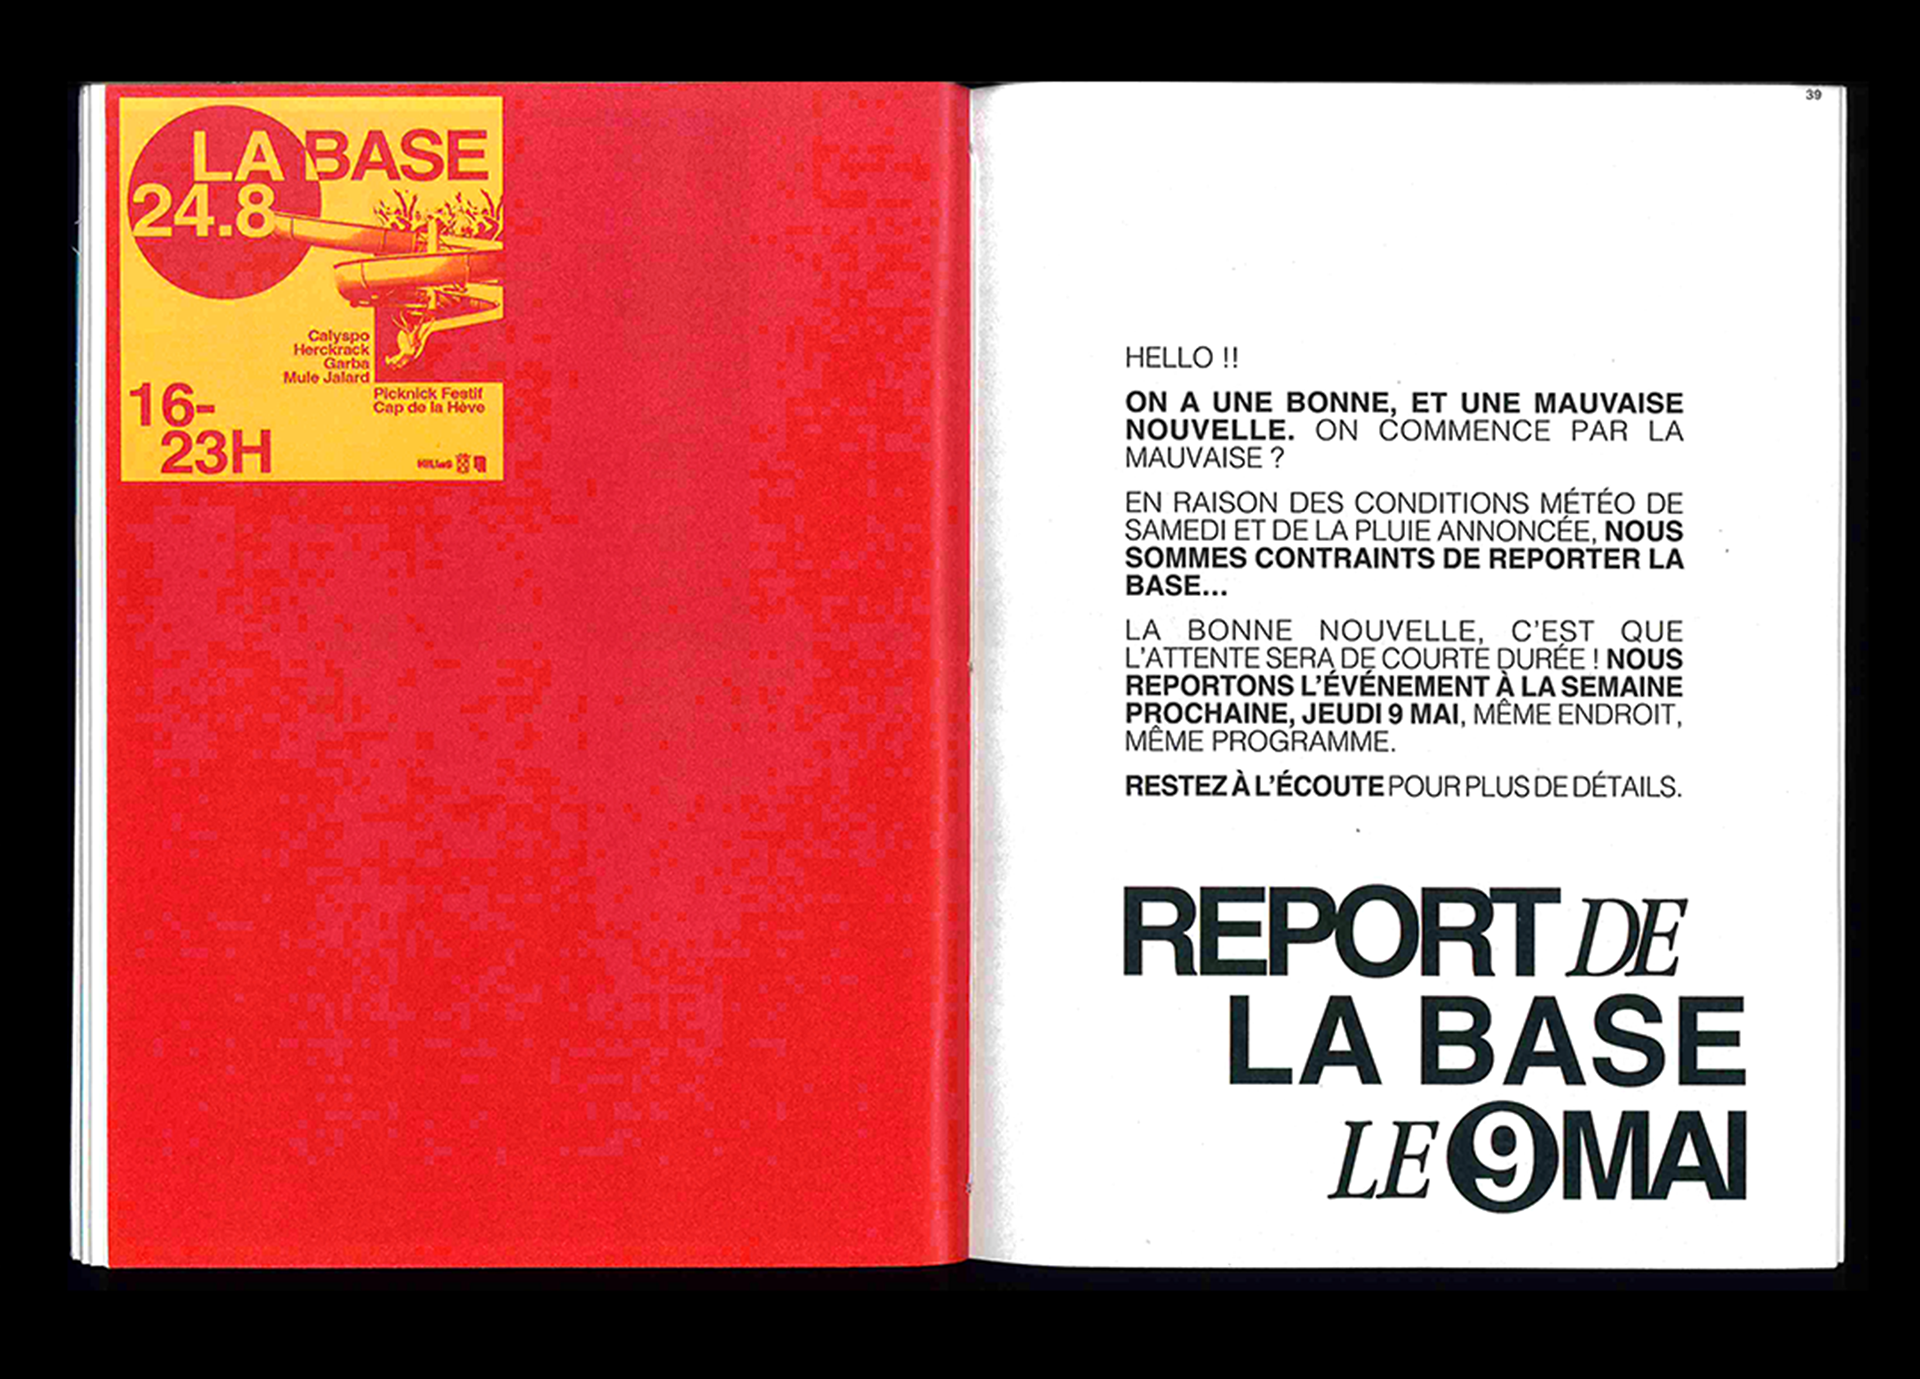 LA BASE
24.8
Calyspo
Herckrack
Garba
Mule Jalard
Picknick Festif
Cap de la Hève
16-
23H
39
HELLO !!
ON A UNE BONNE, ET UNE MAUVAISE
NOUVELLE. ON COMMENCE PAR LA
MAUVAISE ?
EN RAISON DES CONDITIONS MÉTÉO DE
SAMEDI ET DE LA PLUIE ANNONCÉE, NOUS
SOMMES CONTRAINTS DE REPORTER LA
BASE...
LA BONNE NOUVELLE, C'EST QUE
L'ATTENTE SERA DE COURTE DURÉE ! NOUS
REPORTONS L'ÉVÉNEMENT À LA SEMAINE
PROCHAINE, JEUDI 9 MAI, MÊME ENDROIT,
MÊME PROGRAMME.
RESTEZ À L'ÉCOUTE POUR PLUS DE DÉTAILS.
REPORT DE
LA BASE
LE 9 MAI